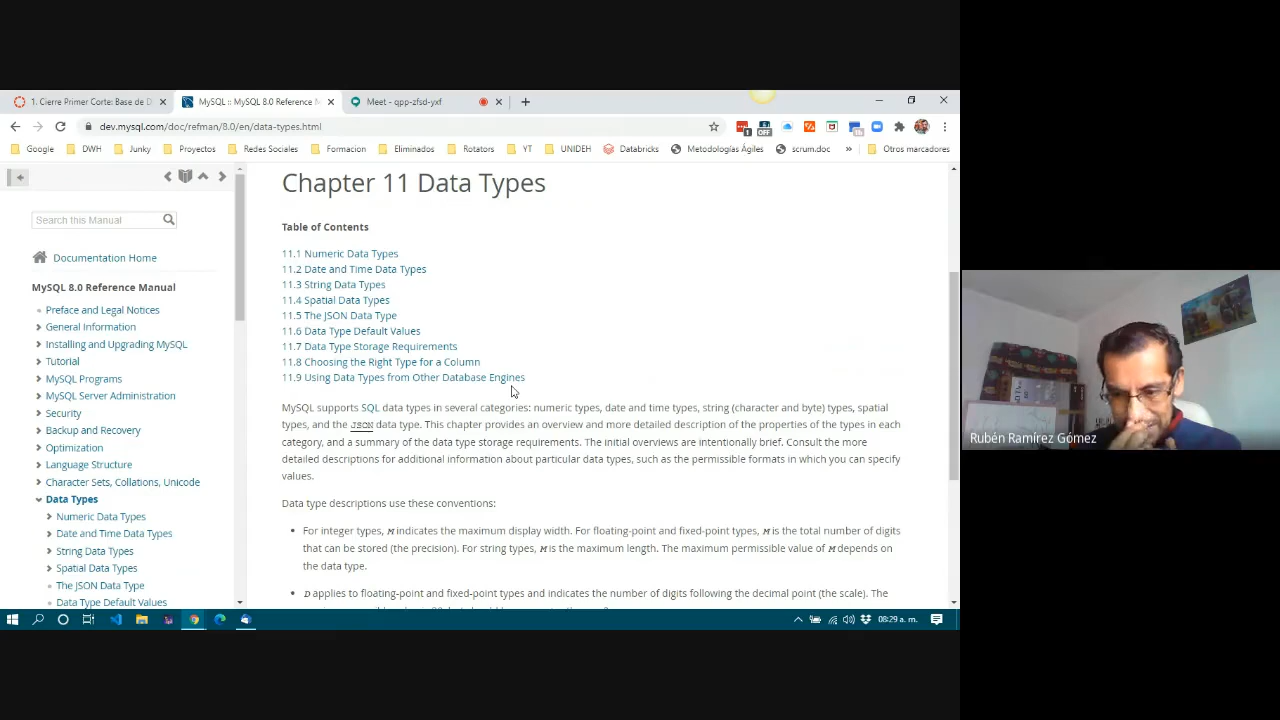 1. Cierre Primer Corte: Base de D
MySQL :: MySQL 8.0 Reference M
Meet - qpp-zfsd-yxf
dev.mysql.com/doc/refman/8.0/en/data-types.html
1
OFF
Google
DWH
Junky
Proyectos
Redes Sociales
Formacion
Eliminados
Rotators
YT
UNIDEH
Databricks
Metodologías Ágiles
scrum.doc
»
Otros marcadores
Chapter 11 Data Types
Search this Manual
Table of Contents
Documentation Home
11.1 Numeric Data Types
11.2 Date and Time Data Types
11.3 String Data Types
11.4 Spatial Data Types
11.5 The JSON Data Type
11.6 Data Type Default Values
11.7 Data Type Storage Requirements
11.8 Choosing the Right Type for a Column
11.9 Using Data Types from Other Database Engines
MySQL 8.0 Reference Manual
Preface and Legal Notices
General Information
Installing and Upgrading MySQL
Tutorial
MySQL Programs
MySQL Server Administration
Security
Backup and Recovery
Optimization
Language Structure
Character Sets, Collations, Unicode
Data Types
Numeric Data Types
Date and Time Data Types
String Data Types
Spatial Data Types
The JSON Data Type
Data Type Default Values
MySQL supports SQL data types in several categories: numeric types, date and time types, string (character and byte) types, spatial
types, and the JSON data type. This chapter provides an overview and more detailed description of the properties of the types in each
category, and a summary of the data type storage requirements. The initial overviews are intentionally brief. Consult the more
detailed descriptions for additional information about particular data types, such as the permissible formats in which you can specify
values.
Data type descriptions use these conventions:
• For integer types, M indicates the maximum display width. For floating-point and fixed-point types, M is the total number of digits
that can be stored (the precision). For string types, M is the maximum length. The maximum permissible value of M depends on
the data type.
• D applies to floating-point and fixed-point types and indicates the number of digits following the decimal point (the scale). The
08:29 a. m.
Rubén Ramírez Gómez